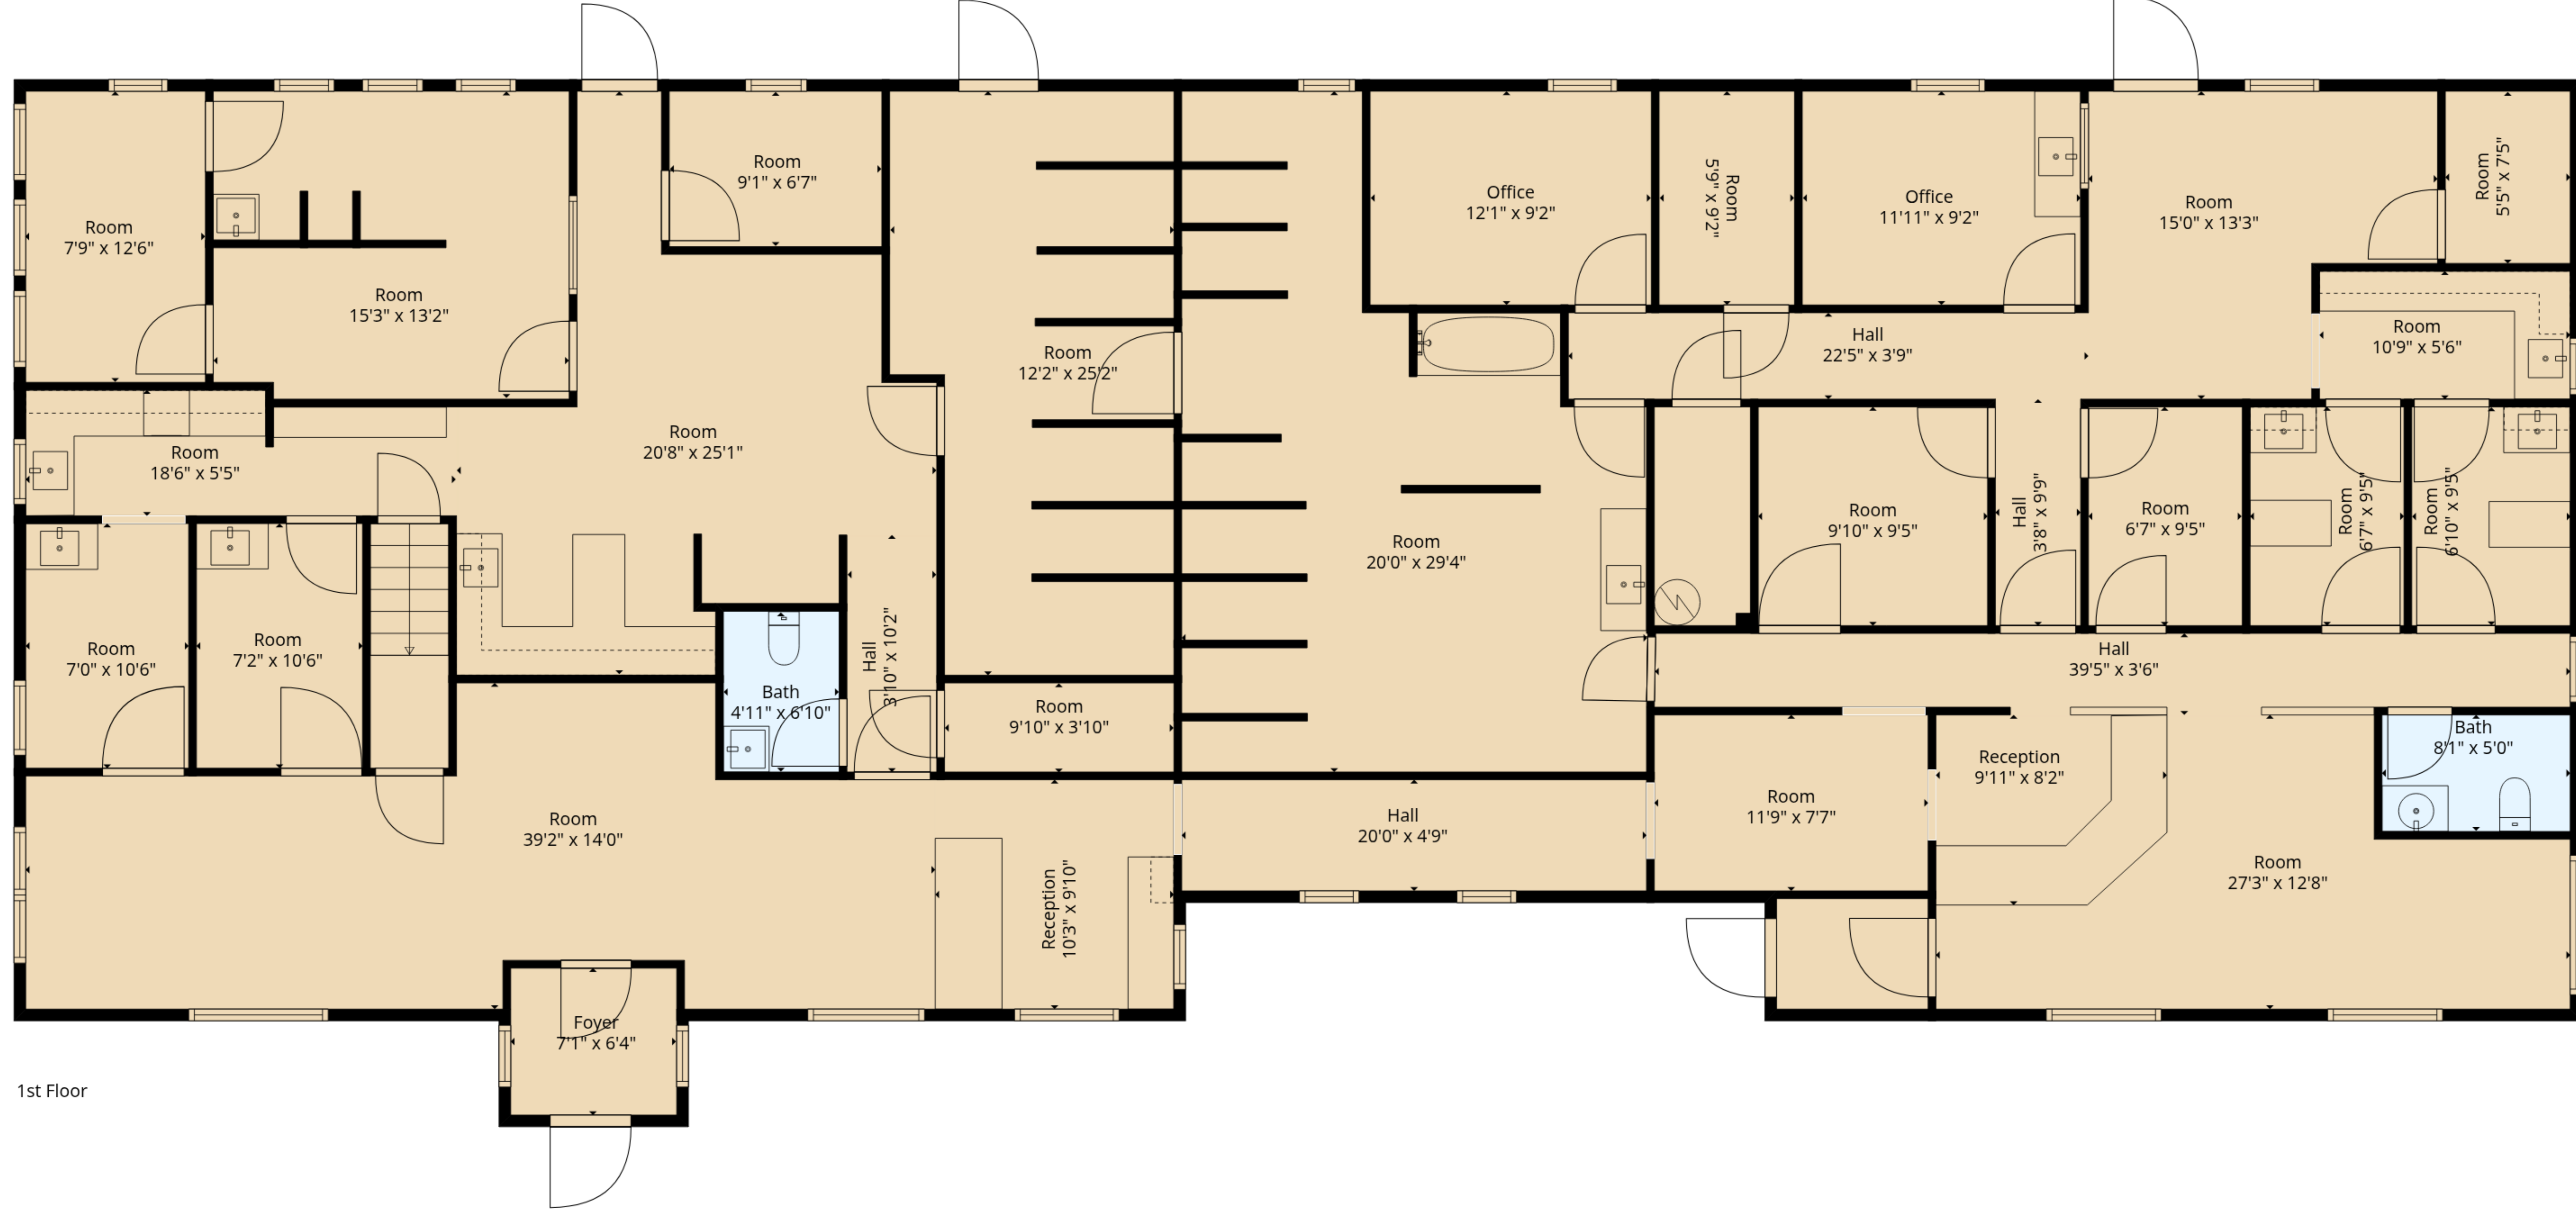 Room
7'9" x 12'6"
Room
15'3" x 13'2"
Room
9'1" x 6'7"
Room
20'8" x 25'1"
Room
12'2" x 25'2"
Office
12'1" x 9'2"
Room
5'9" x 9'2"
Office
11'11" x 9'2"
Room
15'0" x 13'3"
Room
5'5" x 7'5"
Hall
22'5" x 3'9"
Room
10'9" x 5'6"
Room
18'6" x 5'5"
Room
20'0" x 29'4"
Room
9'10" x 9'5"
Hall
3'8" x 9'9"
Room
6'7" x 9'5"
Room
6'7" x 9'5"
Room
6'10" x 9'5"
Room
7'0" x 10'6"
Room
7'2" x 10'6"
Hall
3'10" x 10'2"
Bath
4'11" x 6'10"
Room
9'10" x 3'10"
Hall
39'5" x 3'6"
Reception
9'11" x 8'2"
Bath
8'1" x 5'0"
Room
39'2" x 14'0"
Reception
10'3" x 9'10"
Hall
20'0" x 4'9"
Room
11'9" x 7'7"
Room
27'3" x 12'8"
Foyer
7'1" x 6'4"
1st Floor